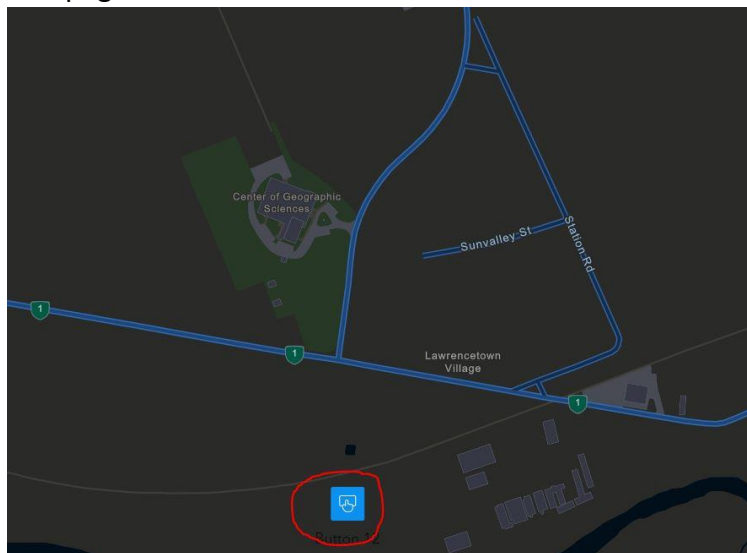 Center of Geographic
Sciences
Sunvalley St
Station Rd
1
1
Lawrencetown
Village
1